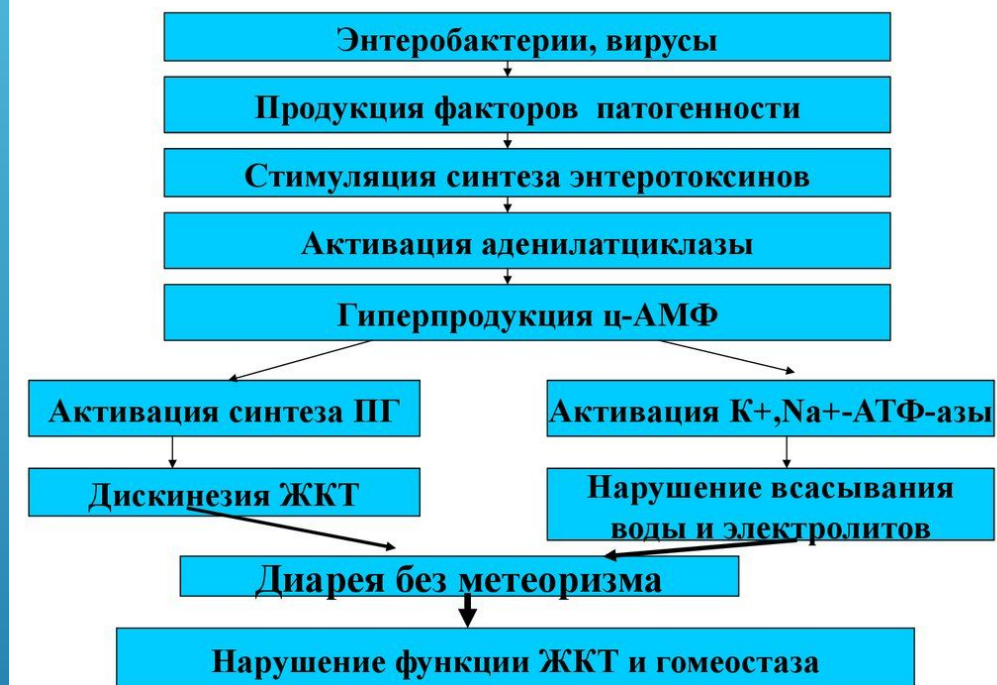 Энтеробактерии, вирусы
Продукция факторов патогенности
Стимуляция синтеза энтеротоксинов
Активация аденилатциклазы
Гиперпродукция ц-АМФ
Активация синтеза ПГ
Активация К+,Na+-АТФ-азы
Дискинезия ЖКТ
Нарушение всасывания
воды и электролитов
Диарея без метеоризма
Нарушение функции ЖКТ и гомеостаза